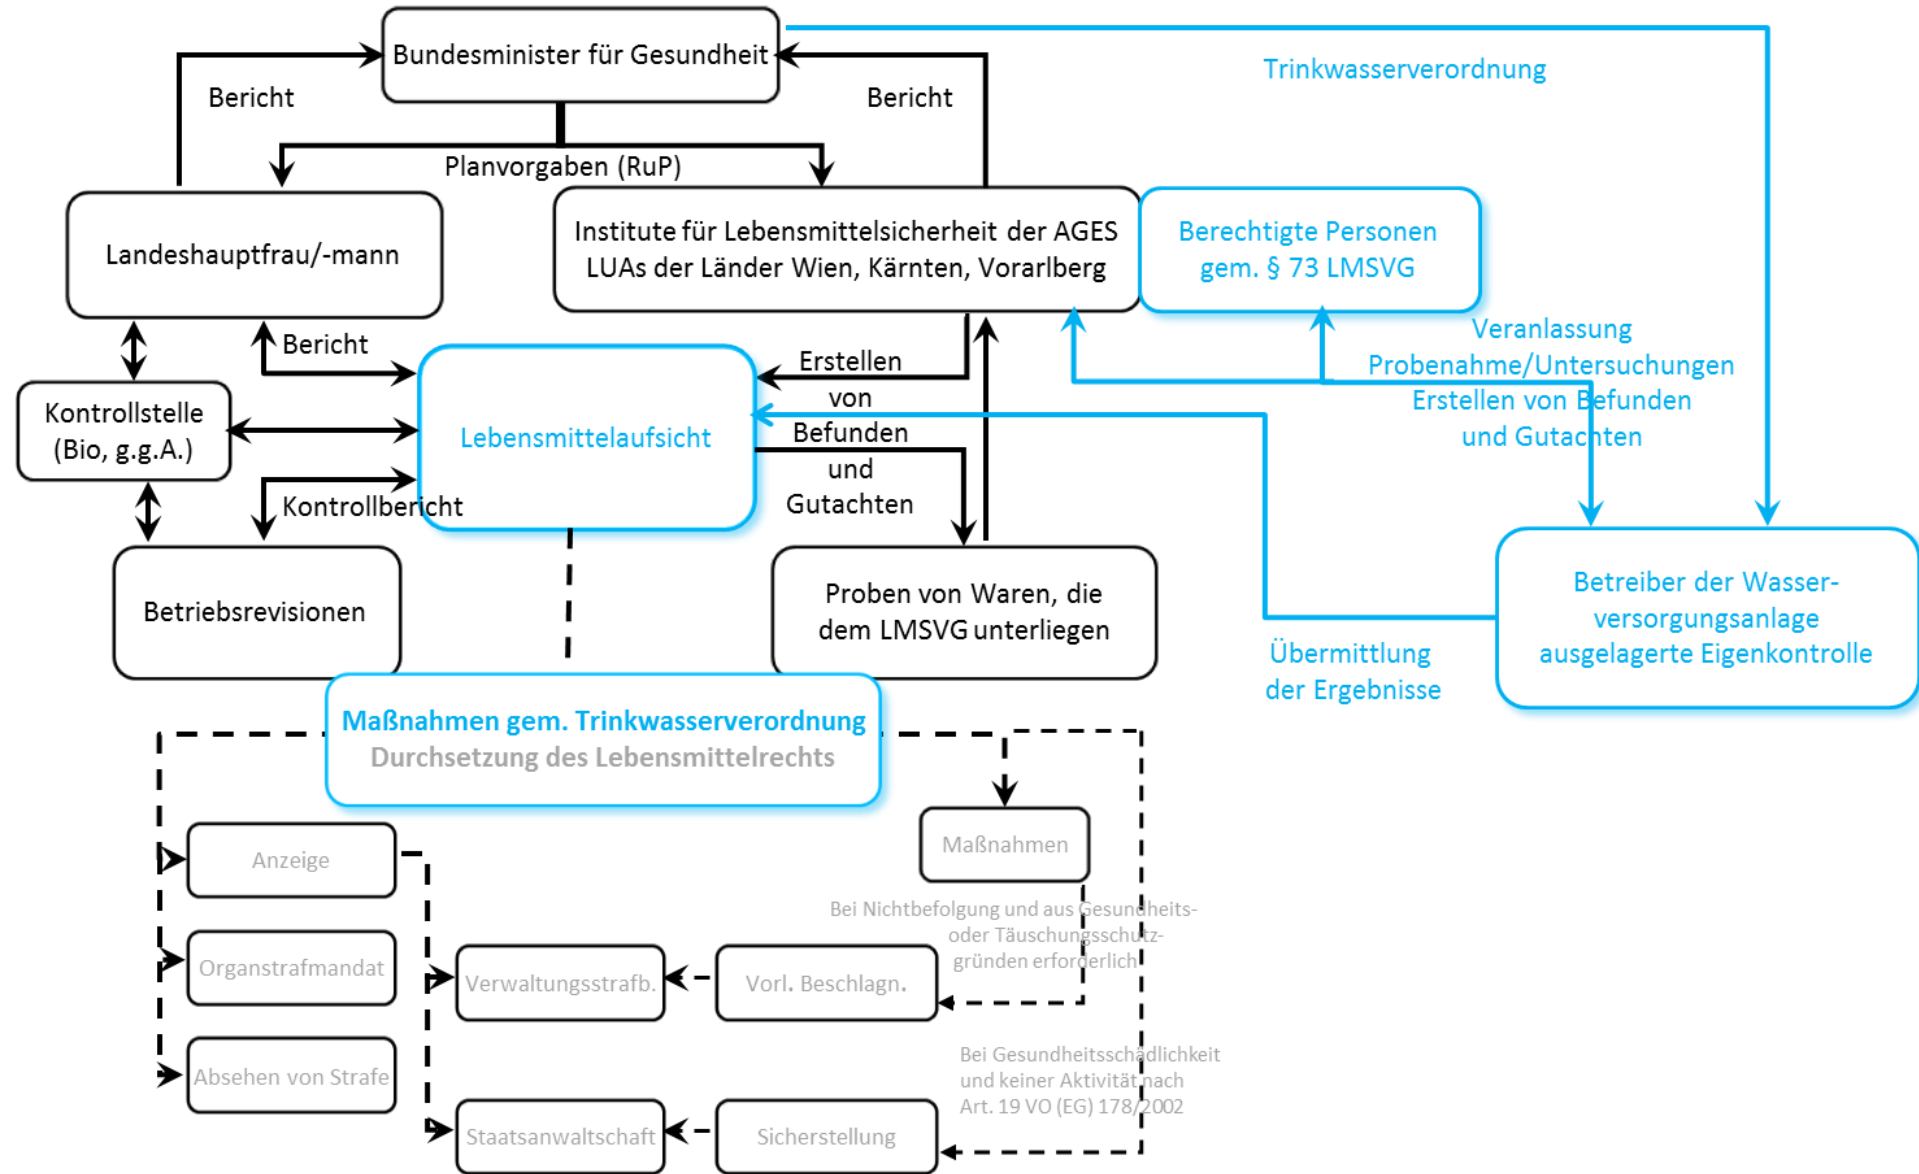 Bundesminister für Gesundheit
Trinkwasserverordnung
Bericht
Bericht
Planvorgaben (RuP)
Landeshauptfrau/-mann
Institute für Lebensmittelsicherheit der AGES
LUAs der Länder Wien, Kärnten, Vorarlberg
Berechtigte Personen
gem. § 73 LMSVG
Bericht
Veranlassung
Probenahme/Untersuchungen
Erstellen von Befunden
und Gutachten
Erstellen
von
Befunden
und
Gutachten
Kontrollstelle
(Bio, g.g.A.)
Lebensmittelaufsicht
Kontrollbericht
Betriebsrevisionen
Proben von Waren, die
dem LMSVG unterliegen
Betreiber der Wasser-
versorgungsanlage
ausgelagerte Eigenkontrolle
Übermittlung
der Ergebnisse
Maßnahmen gem. Trinkwasserverordnung
Durchsetzung des Lebensmittelrechts
Anzeige
Maßnahmen
Bei Nichtbefolgung und aus Gesundheits-
oder Täuschungsschutz-
gründen erforderlich
Organstrafmandat
Verwaltungsstrafb.
Vorl. Beschlagn.
Absehen von Strafe
Bei Gesundheitsschädlichkeit
und keiner Aktivität nach
Art. 19 VO (EG) 178/2002
Staatsanwaltschaft
Sicherstellung